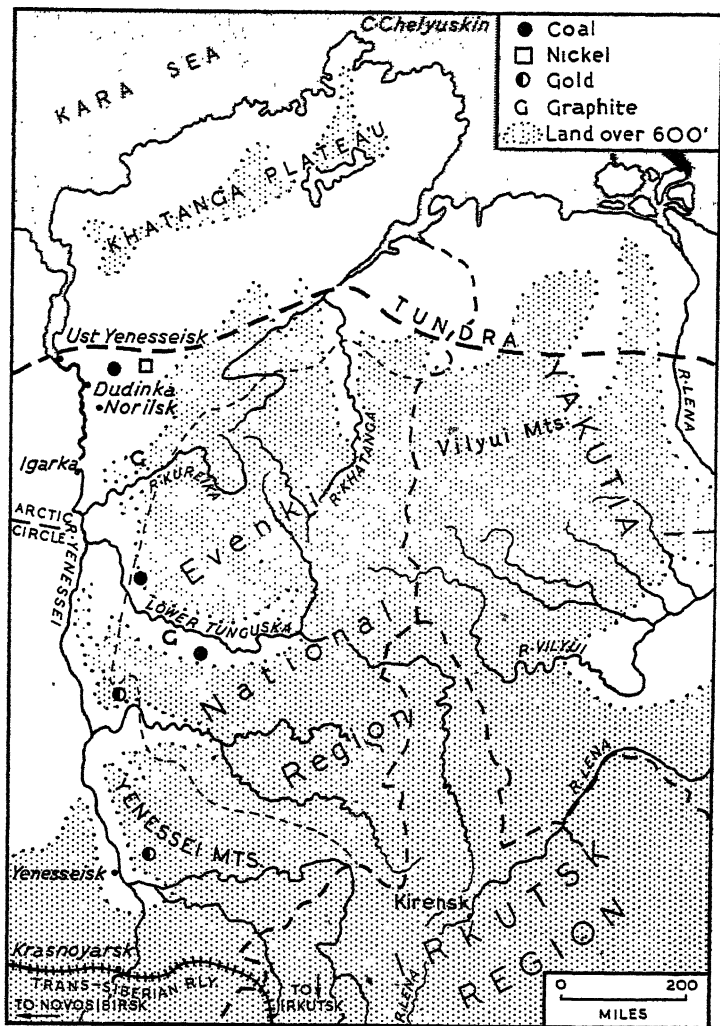 C·Chelyuskin
Coal
Nickel
Gold
Graphite
Land over 600'
KARA SEA
KHATANGA PLATEAU
TUNDRA
Ust Yenesseisk
Dudinka
Norilsk
YAKUTIA
R·LENA
Vilyui Mts
Igarka
R·KUREIKA
R·KHATANGA
ARCTIC
CIRCLE
R·YENESSEI
Evenki
LOWER TUNGUSKA
National
R·VILYUI
Region
R·LENA
YENESSEI MTS
Yenesseisk
Kirensk
IRKUTSK
REGION
Krasnoyarsk
TRANS-SIBERIAN RLY
TO NOVOSIBIRSK
TO
IRKUTSK
R·LENA
0 200
MILES